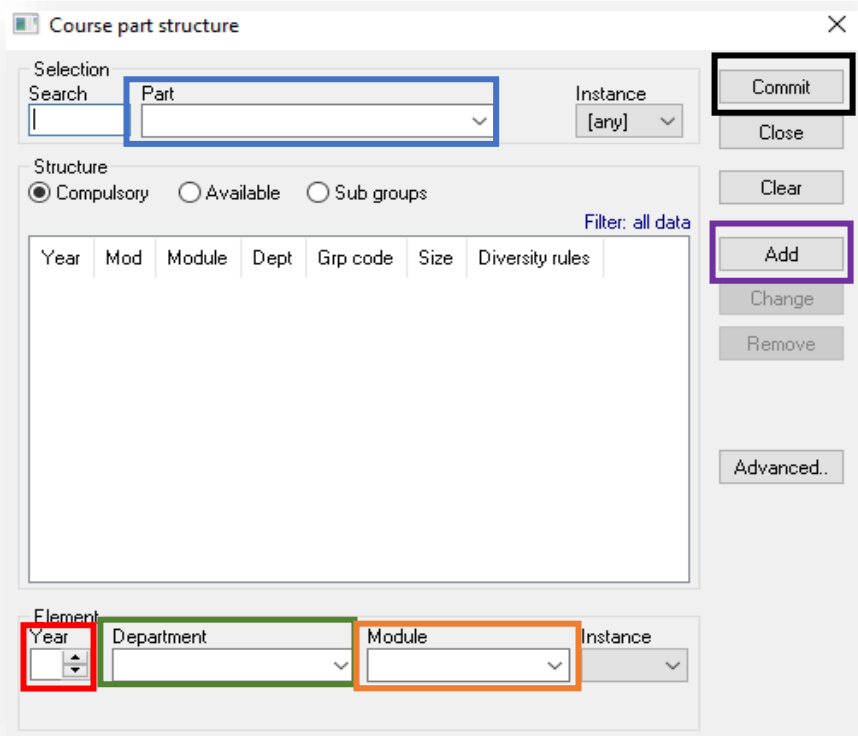 Course part structure
Selection
Search Part Instance
[any]
Commit
Close
Structure
Compulsory Available Sub groups
Clear
Filter: all data
Year Mod Module Dept Grp code Size Diversity rules
Add
Change
Remove
Advanced..
Element
Year Department Module Instance